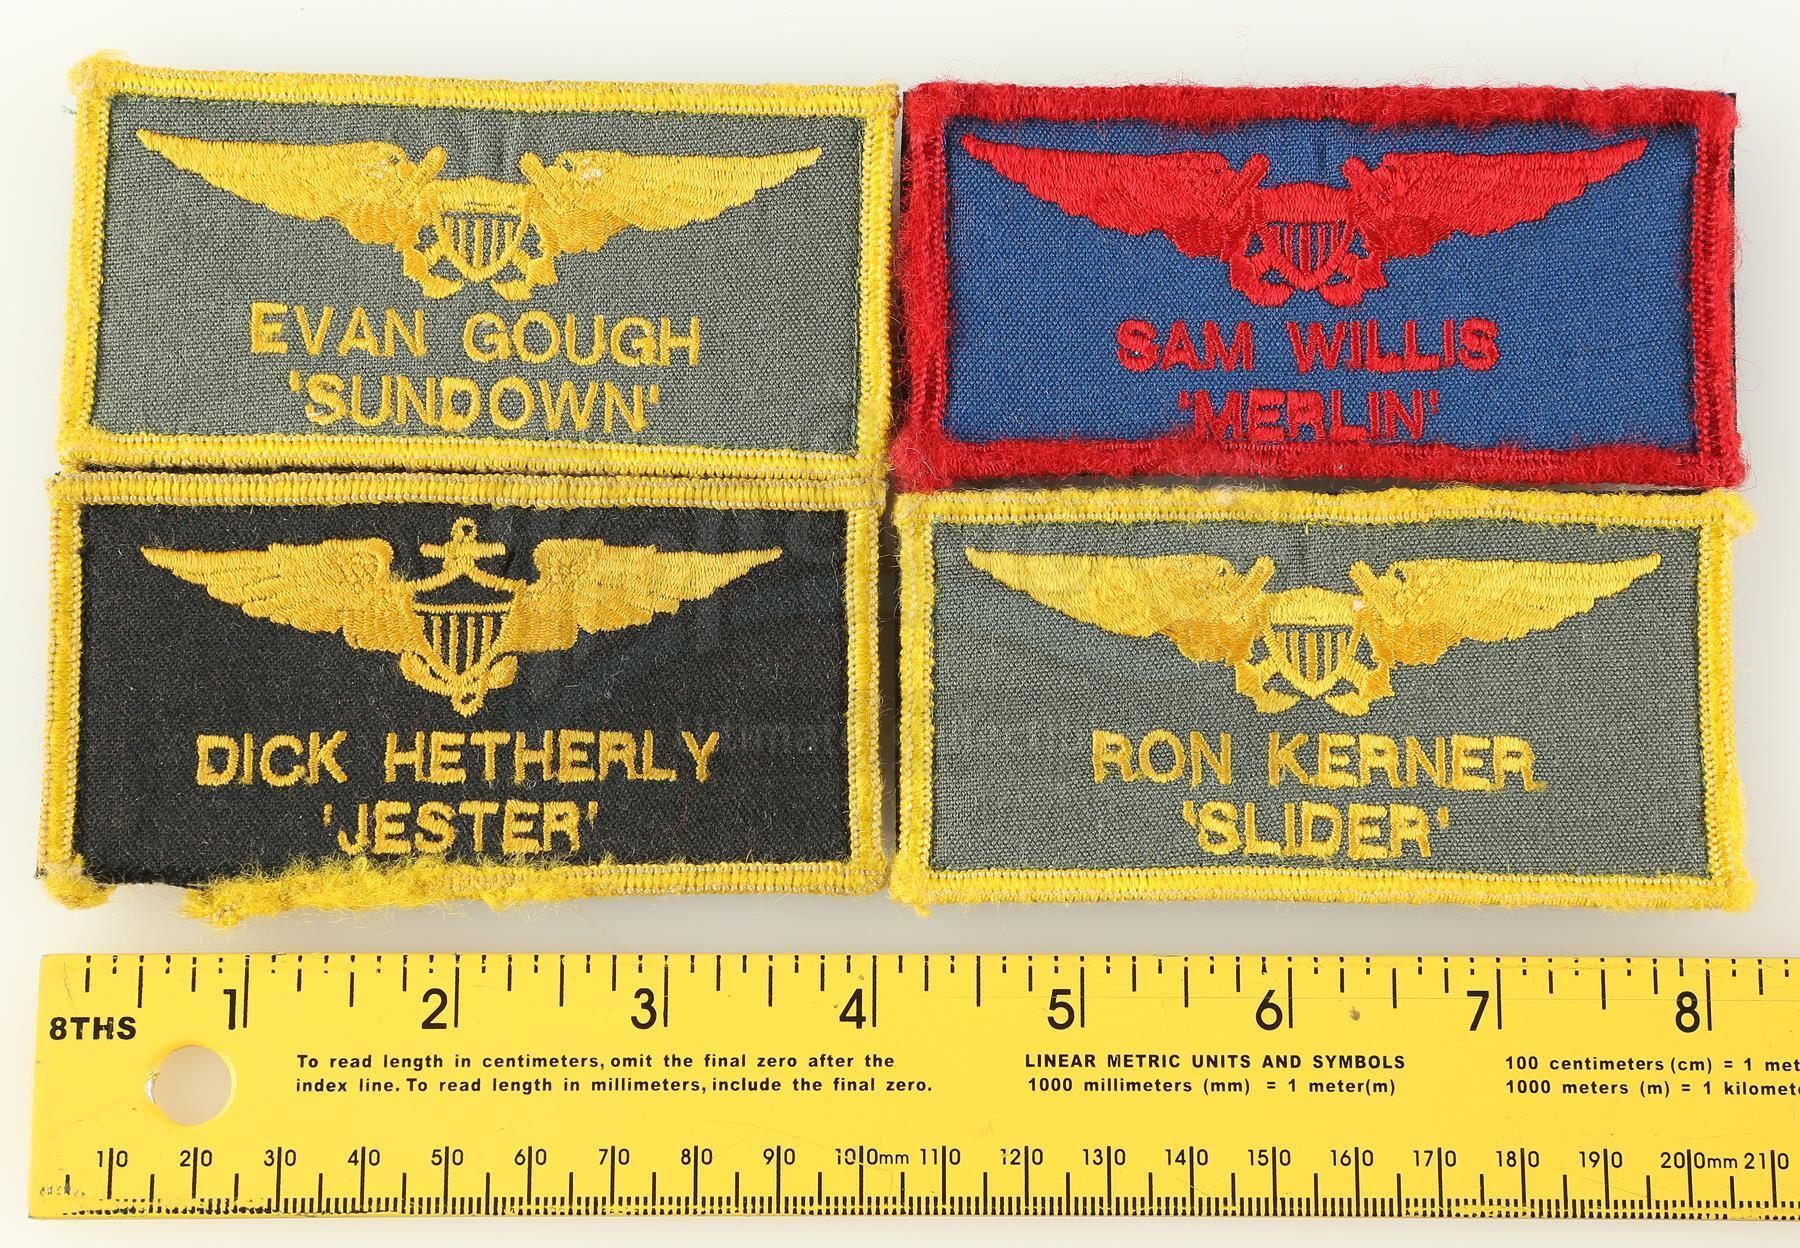 EVAN GOUGH
'SUNDOWN'
SAM WILLIS
'MERLIN'
DICK HETHERLY
'JESTER'
RON KERNER
'SLIDER'
1 2 3 4 5 6 7 8
8THS
To read length in centimeters, omit the final zero after the
index line. To read length in millimeters, include the final zero.
LINEAR METRIC UNITS AND SYMBOLS
1000 millimeters (mm) = 1 meter(m)
100 centimeters (cm) = 1 met
1000 meters (m) = 1 kilomete
10 20 30 40 50 60 70 80 90 100mm 110 120 130 140 150 160 170 180 190 200mm 210